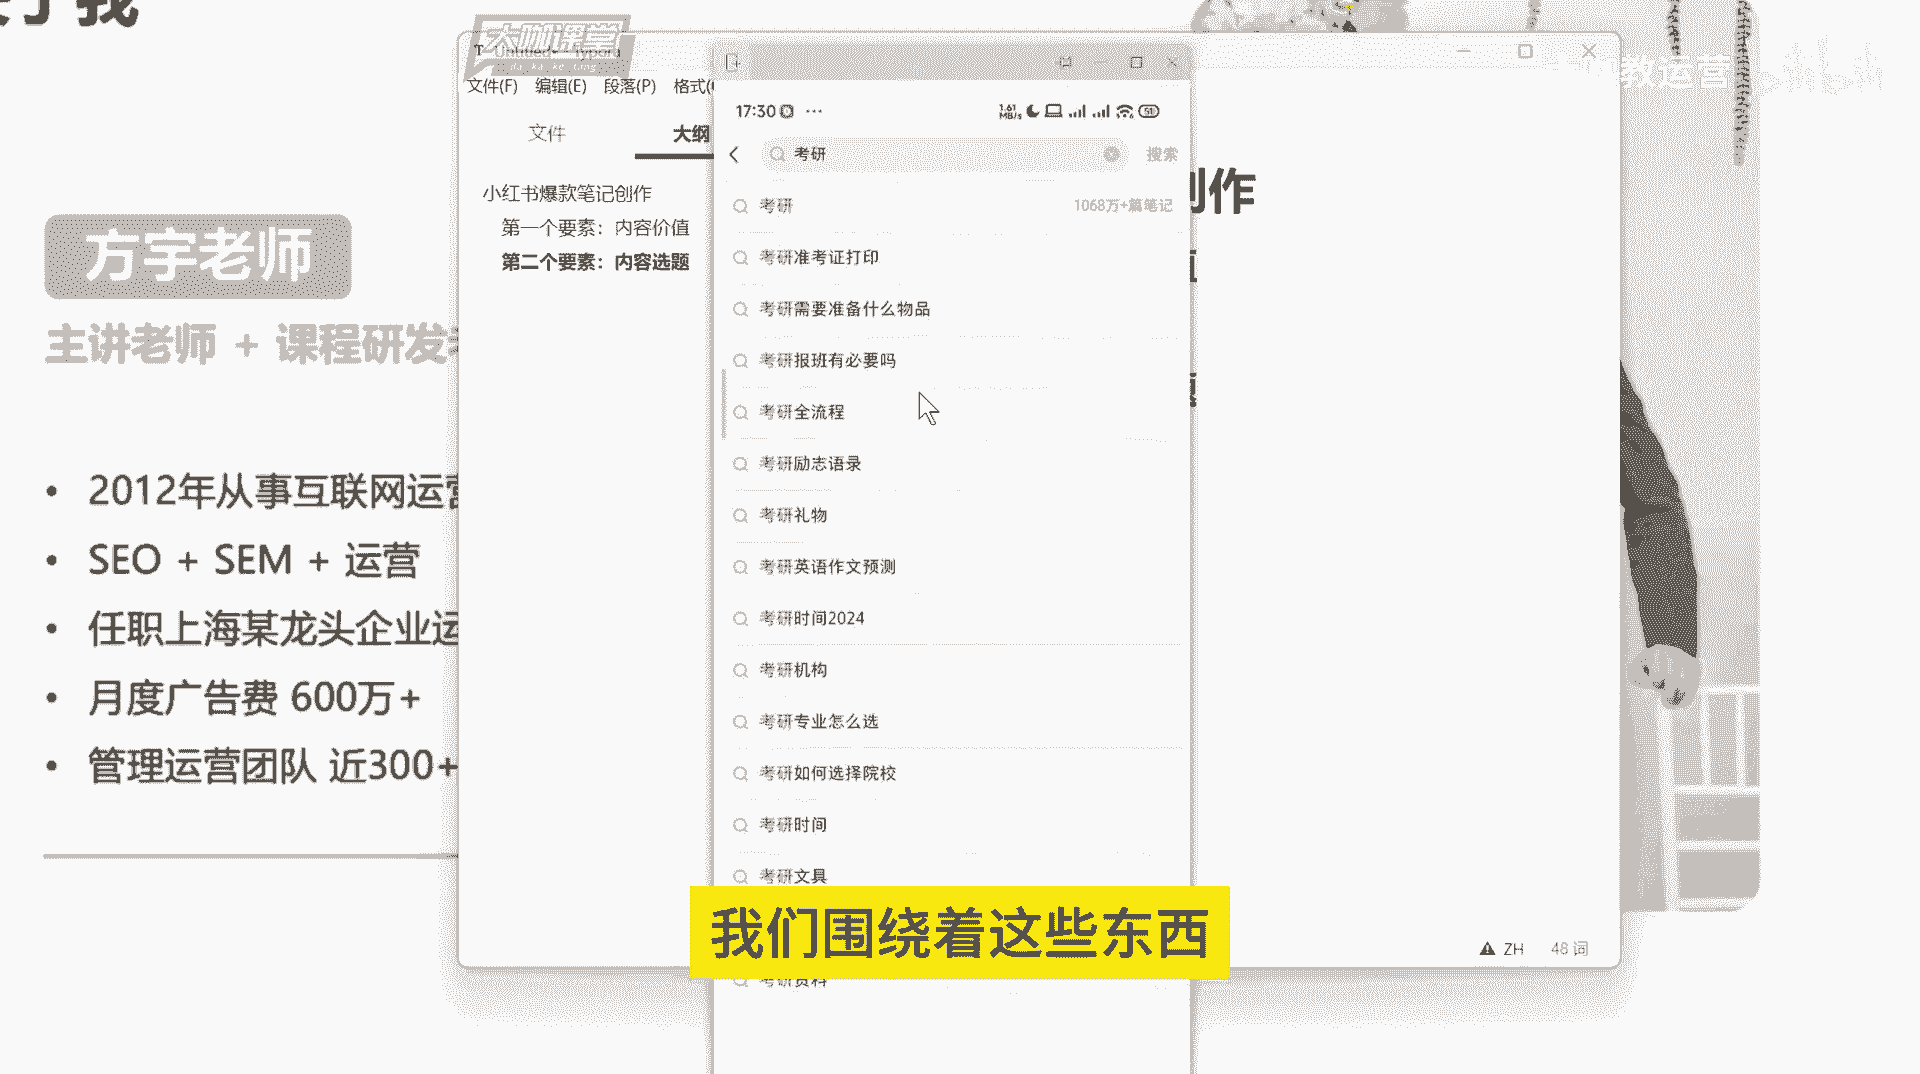 大咖课堂
da ka ke tang
教运营
bilibili
文件(F) 编辑(E) 段落(P) 格式(
文件
大纲
小红书爆款笔记创作
第一个要素：内容价值
第二个要素：内容选题
方宇老师
主讲老师 + 课程研发
2012年从事互联网运营
SEO + SEM + 运营
任职上海某龙头企业运
月度广告费 600万+
管理运营团队 近300+
17:30 ···
1.61 MB/s
51
考研
搜索
考研
1068万+篇笔记
考研准考证打印
考研需要准备什么物品
考研报班有必要吗
考研全流程
考研励志语录
考研礼物
考研英语作文预测
考研时间2024
考研机构
考研专业怎么选
考研如何选择院校
考研时间
考研文具
考研资料
创作
我们围绕着这些东西
ZH 48 词